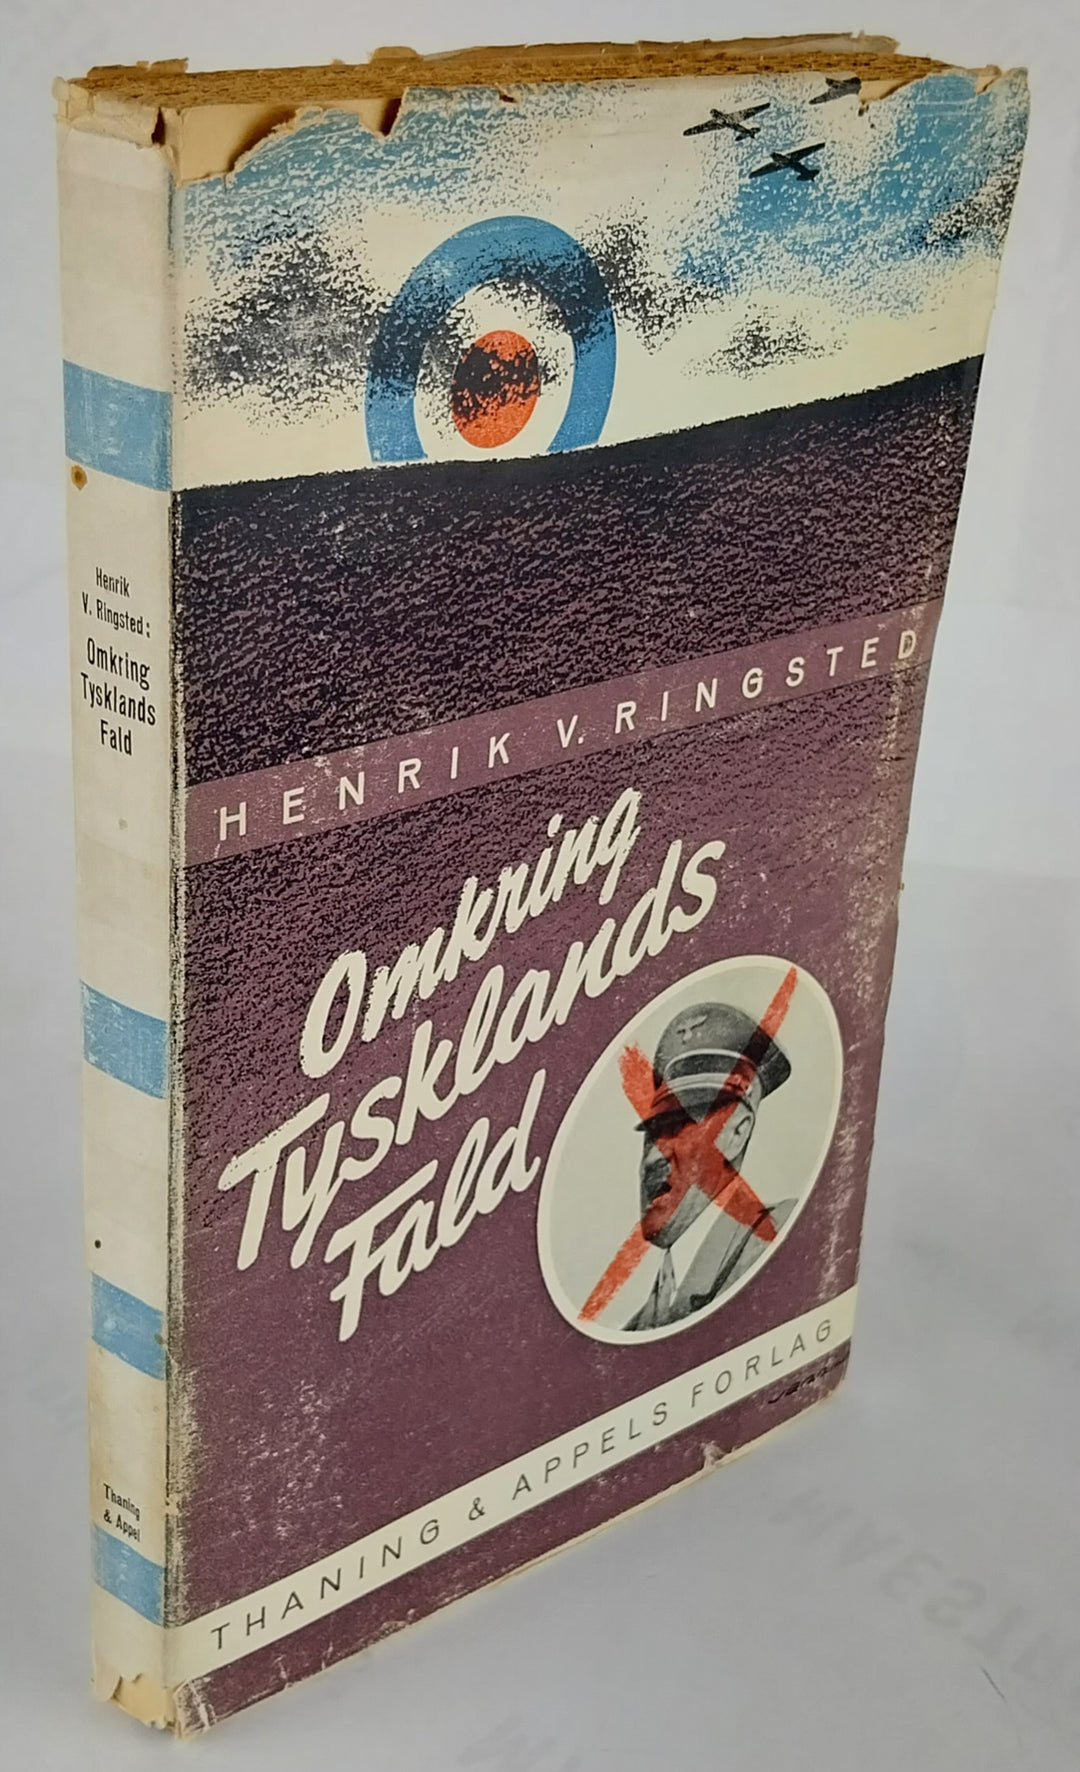 Henrik
V. Ringsted:
Omkring
Tysklands
Fald
Thaning
& Appel
HENRIK V. RINGSTED
Omkring
Tysklands
Fald
THANING & APPELS FORLAG